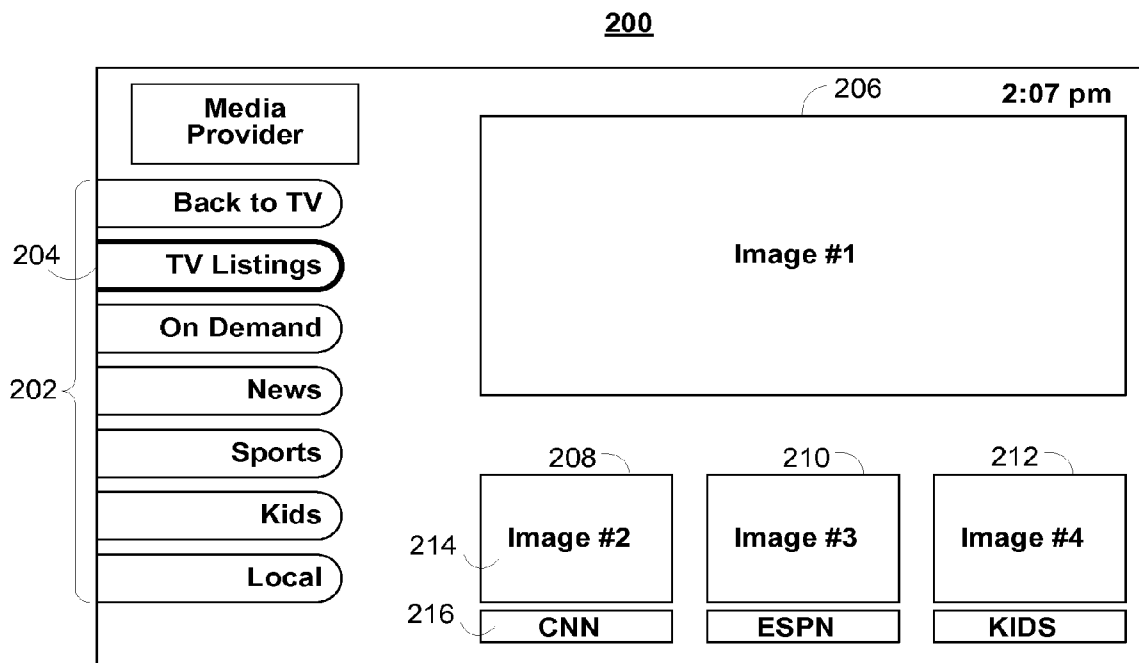 200
206
2:07 pm
Media
Provider
Back to TV
204
TV Listings
On Demand
202
News
Sports
Kids
Local
Image #1
208
210
212
214
Image #2
Image #3
Image #4
216
CNN
ESPN
KIDS